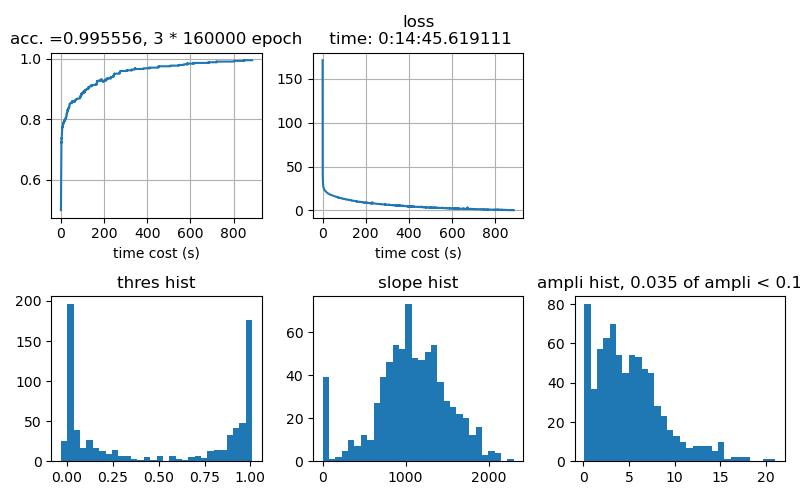 acc. =0.995556, 3 * 160000 epoch
1.0
0.8
0.6
0 200 400 600 800
time cost (s)
loss
time: 0:14:45.619111
150
100
50
0
0 200 400 600 800
time cost (s)
thres hist
200
150
100
50
0
0.00 0.25 0.50 0.75 1.00
slope hist
60
40
20
0
0 1000 2000
ampli hist, 0.035 of ampli < 0.1
80
60
40
20
0
0 5 10 15 20